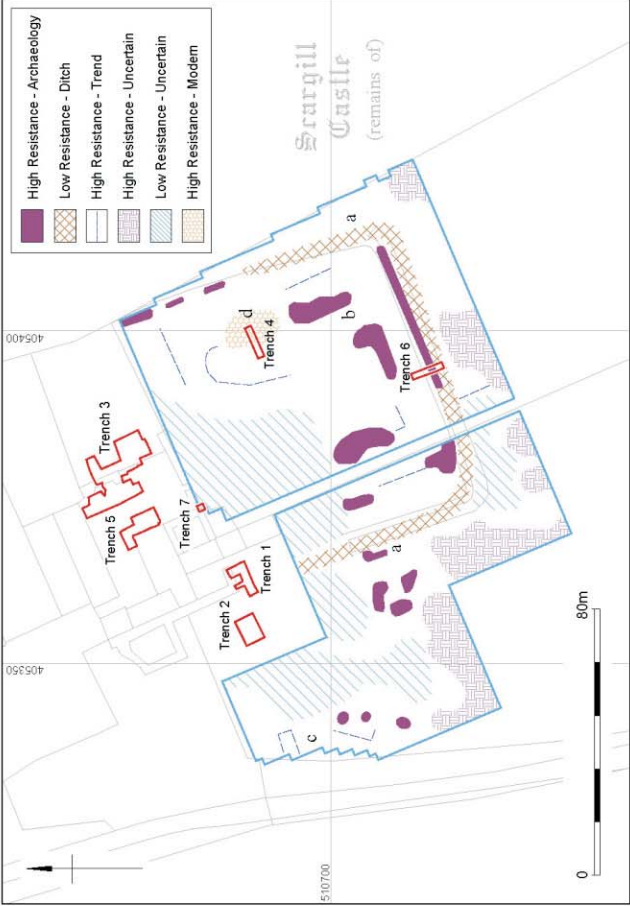 High Resistance - Archaeology
Low Resistance - Ditch
High Resistance - Trend
High Resistance - Uncertain
Low Resistance - Uncertain
High Resistance - Modern
Scargill
Castle
(remains of)
405400
405350
510700
Trench 3
Trench 5
Trench 7
Trench 1
Trench 2
Trench 4
Trench 6
a
b
d
a
c
0
80m